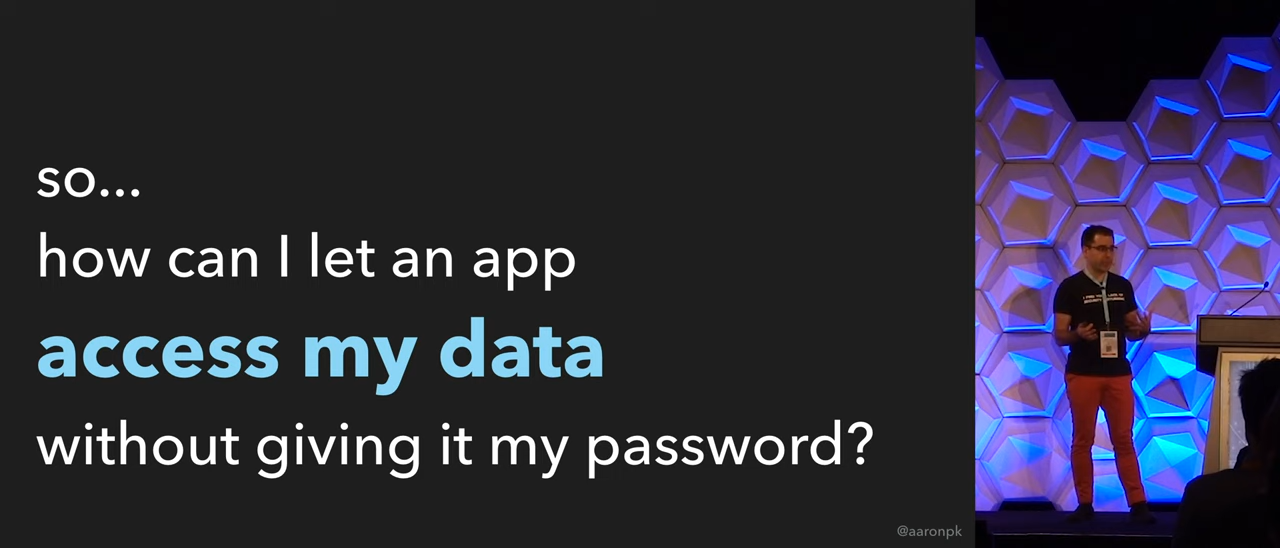 so...
how can I let an app
access my data
without giving it my password?
@aaronpk